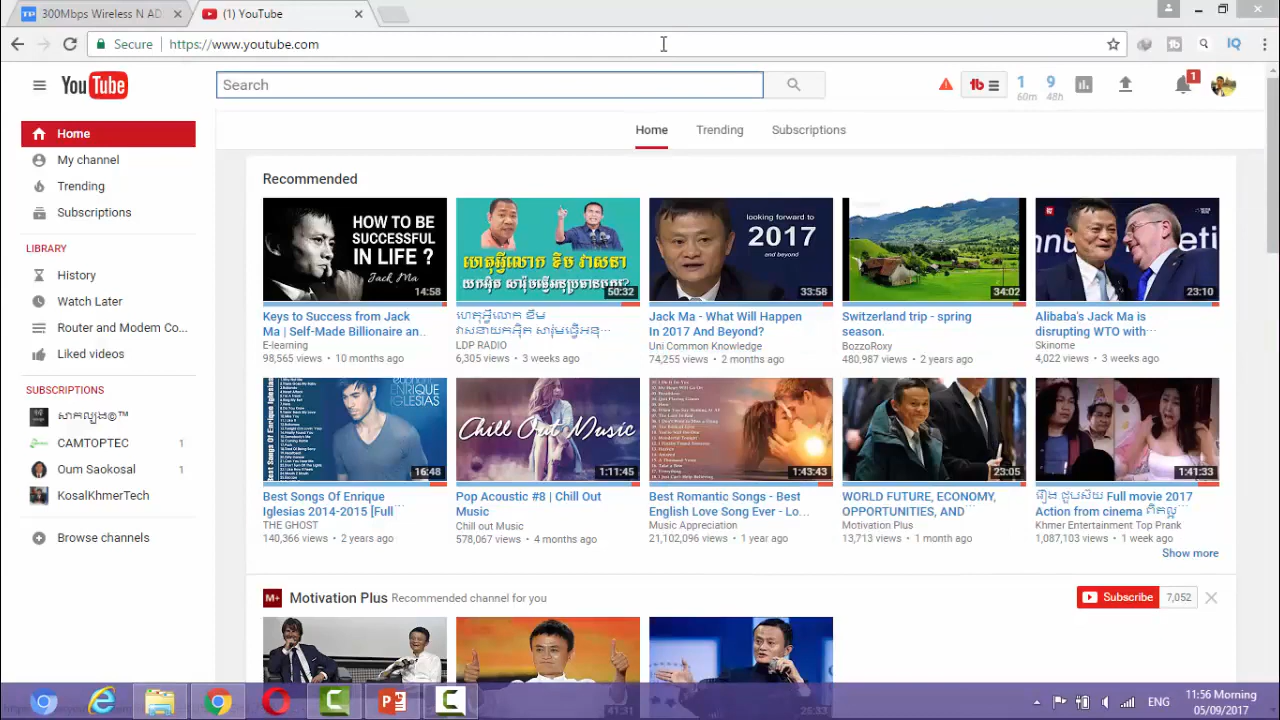 300Mbps Wireless N AD
(1) YouTube
Secure
https://www.youtube.com
YouTube
Search
1
60m
9
48h
1
Home
Trending
Subscriptions
Home
My channel
Trending
Subscriptions
LIBRARY
History
Watch Later
Router and Modem Co...
Liked videos
SUBSCRIPTIONS
CAMTOPTEC 1
Oum Saokosal 1
KosalKhmerTech
Browse channels
Recommended
HOW TO BE
SUCCESSFUL
IN LIFE ?
Jack Ma
14:58
Keys to Success from Jack
Ma | Self-Made Billionaire an..
E-learning
98,565 views • 10 months ago
50:32
LDP RADIO
6,305 views • 3 weeks ago
looking forward to
2017
and beyond
33:58
Jack Ma - What Will Happen
In 2017 And Beyond?
Uni Common Knowledge
74,255 views • 2 months ago
34:02
Switzerland trip - spring
season.
BozzoRoxy
480,987 views • 2 years ago
23:10
Alibaba's Jack Ma is
disrupting WTO with···
Skinome
4,022 views • 3 weeks ago
ENRIQUE
IGLESIAS
Best Songs Of Enrique Iglesias
16:48
Best Songs Of Enrique
Iglesias 2014-2015 [Full···
THE GHOST
140,366 views • 2 years ago
Chill Out Music
1:11:45
Pop Acoustic #8 | Chill Out
Music
Chill out Music
578,067 views • 4 months ago
1:43:43
Best Romantic Songs - Best
English Love Song Ever - Lo...
Music Appreciation
21,102,096 views • 1 year ago
23:05
WORLD FUTURE, ECONOMY,
OPPORTUNITIES, AND···
Motivation Plus
13,713 views • 1 month ago
1:41:33
រឿង Full movie 2017
Action from cinema
Khmer Entertainment Top Prank
1,087,103 views • 1 week ago
Show more
M+
Motivation Plus Recommended channel for you
Subscribe 7,052
41:31
ENG
11:56 Morning
05/09/2017